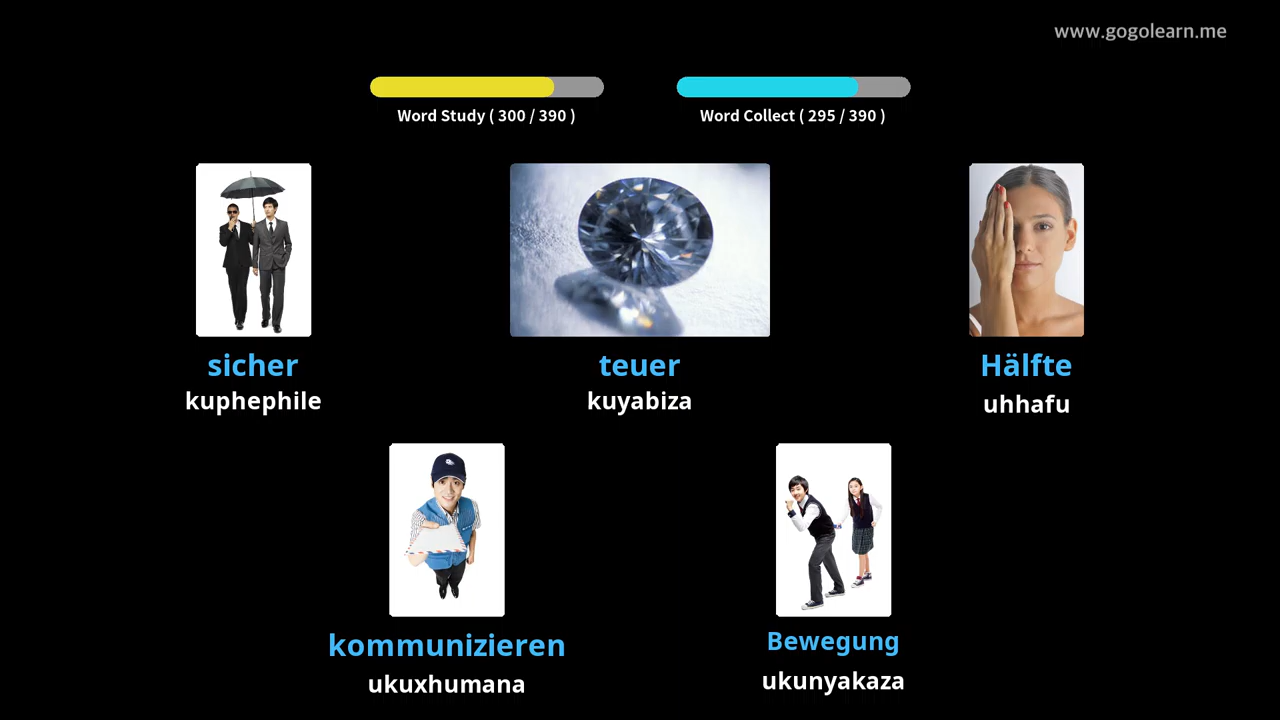 www.gogolearn.me
Word Study ( 300 / 390 )
Word Collect ( 295 / 390 )
sicher
kuphephile
teuer
kuyabiza
Hälfte
uhhafu
kommunizieren
ukuxhumana
Bewegung
ukunyakaza